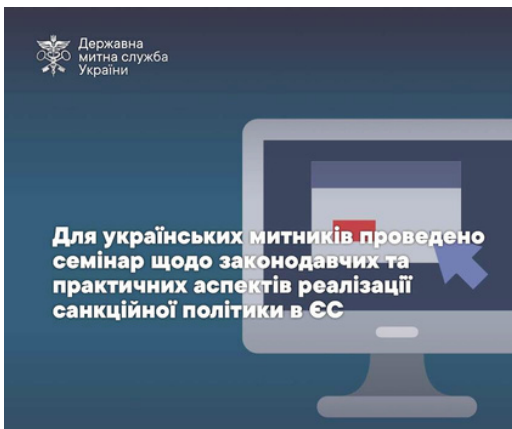 Державна
митна служба
України
Для українських митників проведено
семінар щодо законодавчих та
практичних аспектів реалізації
санкційної політики в ЄС